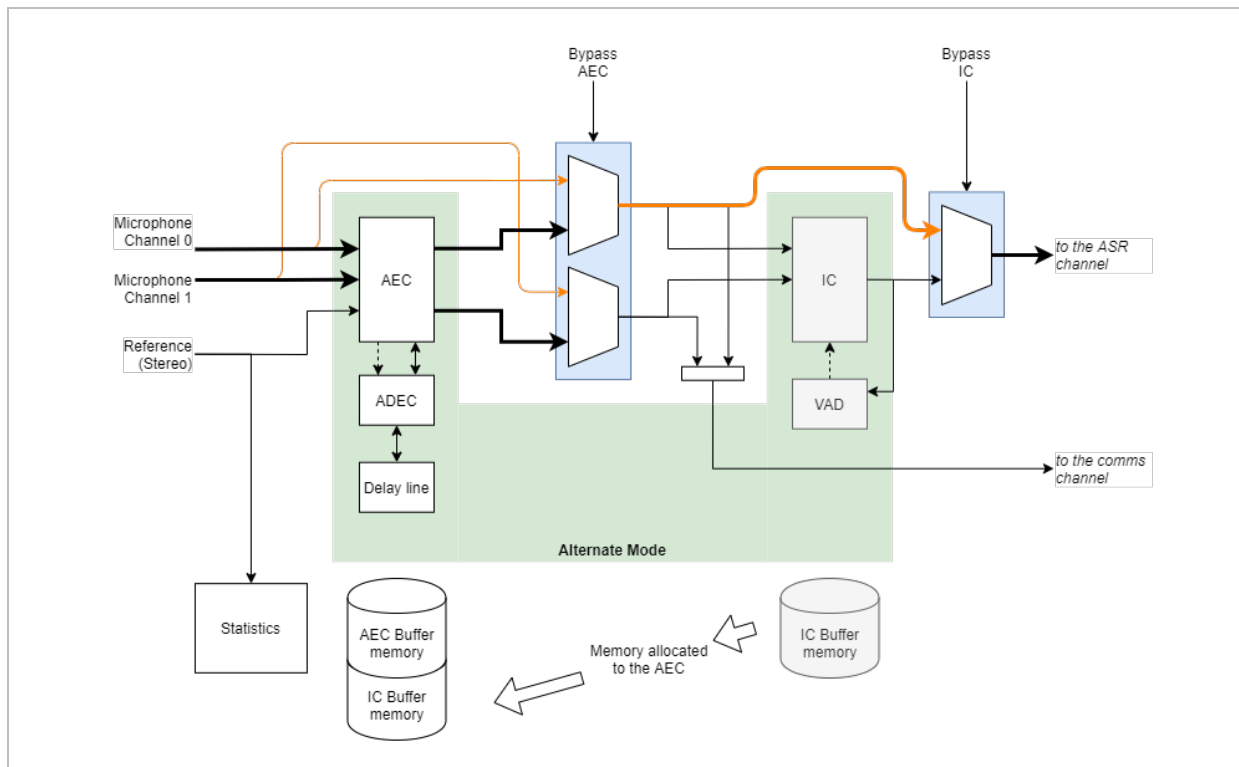 Bypass
AEC
Bypass
IC
Microphone
Channel 0
Microphone
Channel 1
Reference
(Stereo)
AEC
IC
to the ASR
channel
ADEC
VAD
Delay line
to the comms
channel
Alternate Mode
Statistics
AEC Buffer
memory
IC Buffer
memory
Memory allocated
to the AEC
IC Buffer
memory